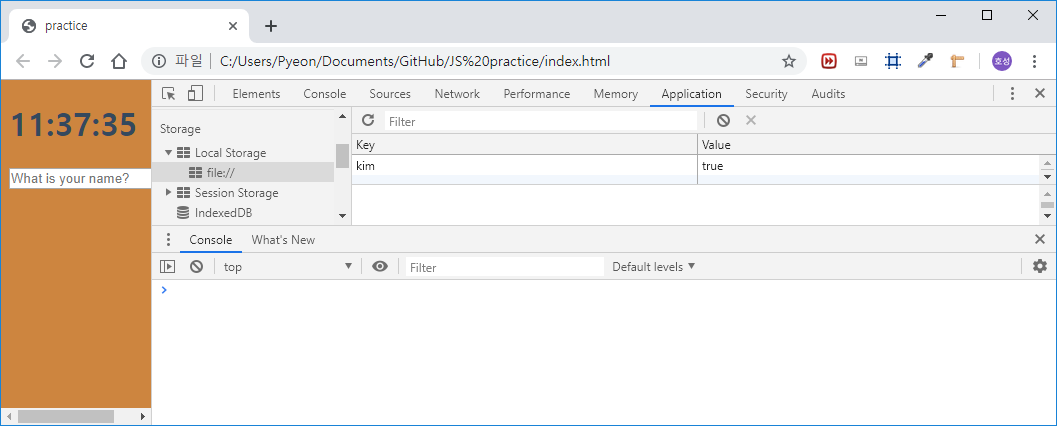 practice
파일 C:/Users/Pyeon/Documents/GitHub/JS%20practice/index.html
호성
11:37:35
What is your name?
Elements Console Sources Network Performance Memory Application Security Audits
Storage
Local Storage
file://
Session Storage
IndexedDB
Filter
Key Value
kim true
Console What's New
top Filter Default levels